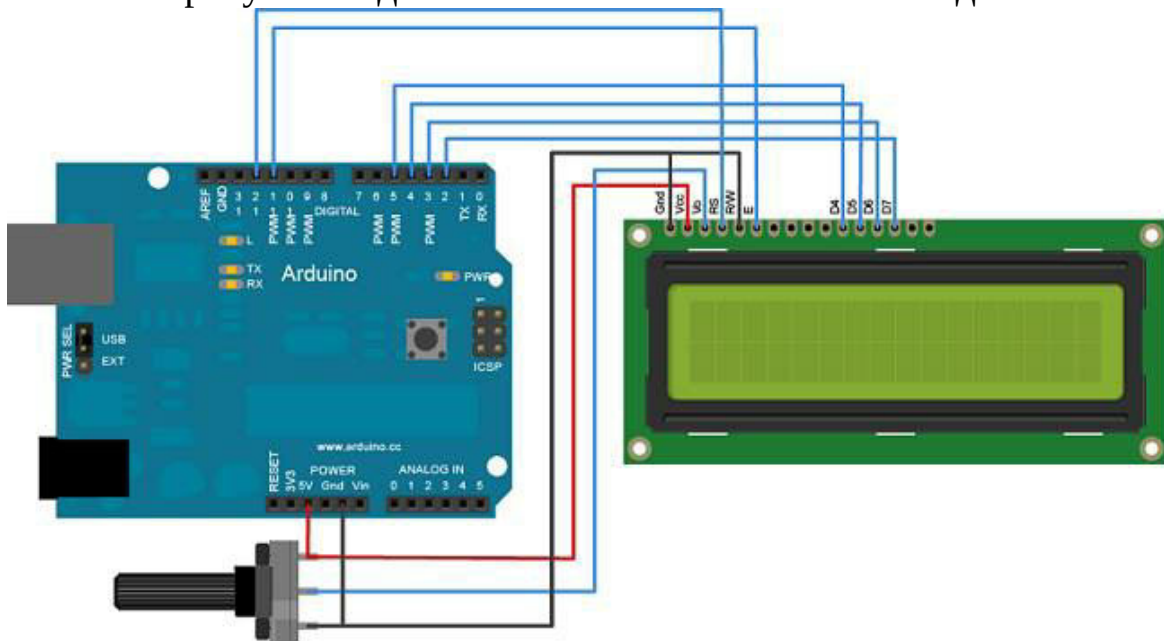 Gnd
Vcc
Vo
RS
R/W
E
D4
D5
D6
D7
AREF
GND
13
12
PWM 11
PWM 10
PWM 9
8
DIGITAL
7
PWM 6
PWM 5
4
PWM 3
2
TX 1
RX 0
L
TX
RX
Arduino
PWR
1
ICSP
PWR SEL
USB
EXT
www.arduino.cc
POWER
ANALOG IN
RESET
3V3
5V Gnd Vin
0 1 2 3 4 5